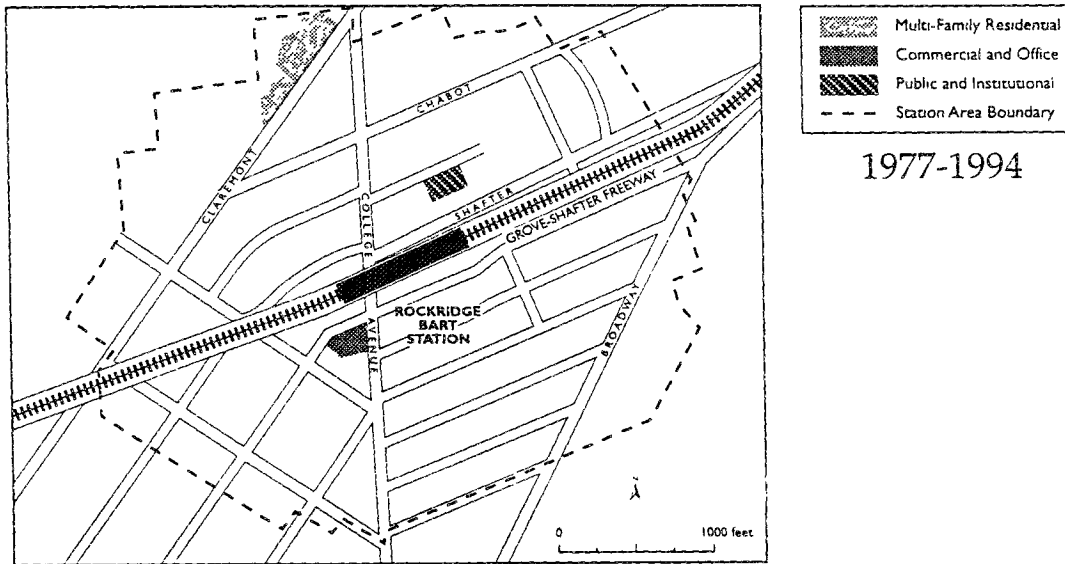 Multi-Family Residential
Commercial and Office
Public and Institutional
Station Area Boundary
1977-1994
CHABOT
CLAREMONT
COLLEGE
SHAFTER
GROVE-SHAFTER FREEWAY
ROCKRIDGE
BART
STATION
AVENUE
BROADWAY
0 1000 feet